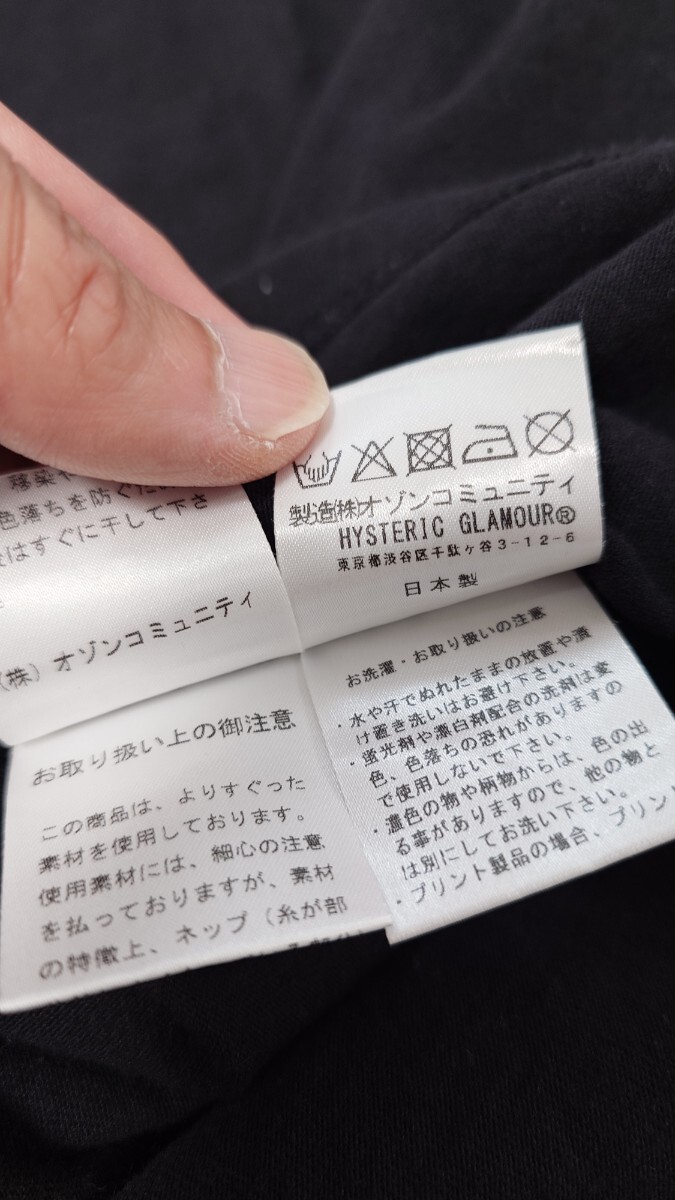 移染や
色落ちを防ぐため
はすぐに干して下さ
(株)オゾンコミュニティ
製造(株)オゾンコミュニティ
HYSTERIC GLAMOUR®
東京都渋谷区千駄ヶ谷3-12-6
日本製
お取り扱い上の御注意
この商品は、よりすぐった
素材を使用しております。
使用素材には、細心の注意
を払っておりますが、素材
の特徴上、ネップ(糸が部
お洗濯・お取り扱いの注意
・水や汗でぬれたままの放置や漬
け置き洗いはお避け下さい。
・蛍光剤や漂白剤配合の洗剤は変
色、色落ちの恐れがありますの
で使用しないで下さい。
・濃色の物や柄物からは、色の出
る事がありますので、他の物と
は別にしてお洗い下さい。
・プリント製品の場合、プリント